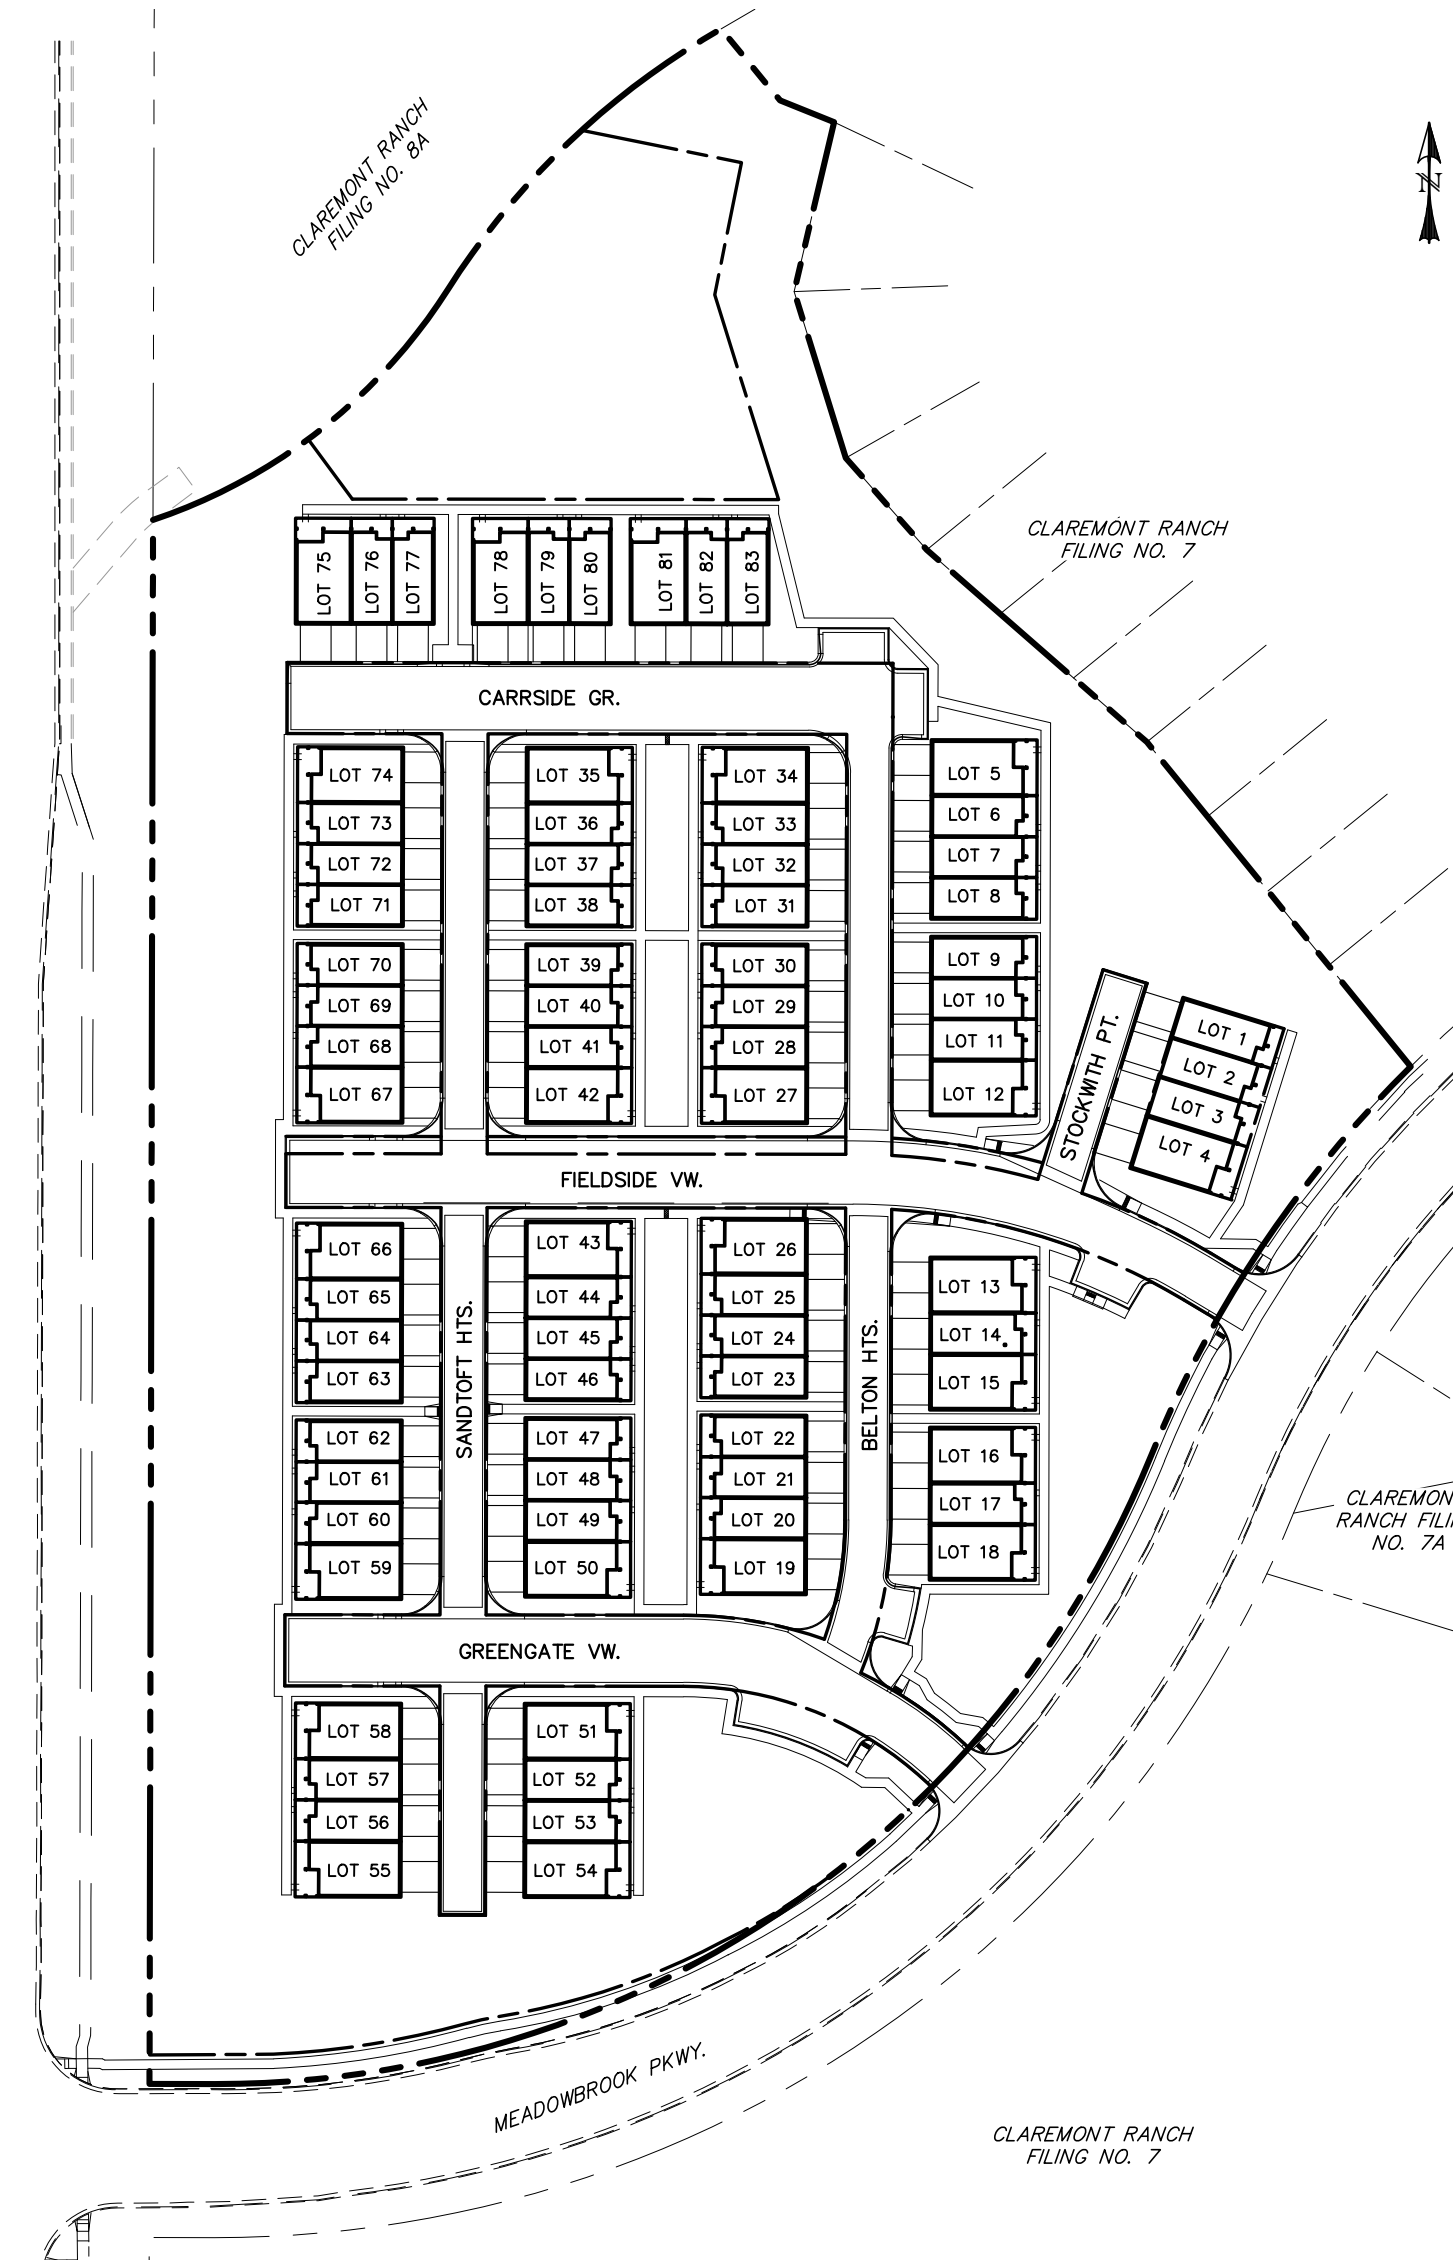 CLAREMONT RANCH
FILING NO. 8A
N
CLAREMONT RANCH
FILING NO. 7
LOT 75
LOT 76
LOT 77
LOT 78
LOT 79
LOT 80
LOT 81
LOT 82
LOT 83
CARRSIDE GR.
LOT 74
LOT 73
LOT 72
LOT 71
LOT 70
LOT 69
LOT 68
LOT 67
LOT 35
LOT 36
LOT 37
LOT 38
LOT 39
LOT 40
LOT 41
LOT 42
LOT 34
LOT 33
LOT 32
LOT 31
LOT 30
LOT 29
LOT 28
LOT 27
LOT 5
LOT 6
LOT 7
LOT 8
LOT 9
LOT 10
LOT 11
LOT 12
STOCKWITH PT.
LOT 1
LOT 2
LOT 3
LOT 4
FIELDSIDE VW.
LOT 66
LOT 65
LOT 64
LOT 63
LOT 62
LOT 61
LOT 60
LOT 59
SANDTOFT HTS.
LOT 43
LOT 44
LOT 45
LOT 46
LOT 47
LOT 48
LOT 49
LOT 50
LOT 26
LOT 25
LOT 24
LOT 23
LOT 22
LOT 21
LOT 20
LOT 19
BELTON HTS.
LOT 13
LOT 14
LOT 15
LOT 16
LOT 17
LOT 18
CLAREMON
RANCH FILI
NO. 7A
GREENGATE VW.
LOT 58
LOT 57
LOT 56
LOT 55
LOT 51
LOT 52
LOT 53
LOT 54
MEADOWBROOK PKWY.
CLAREMONT RANCH
FILING NO. 7